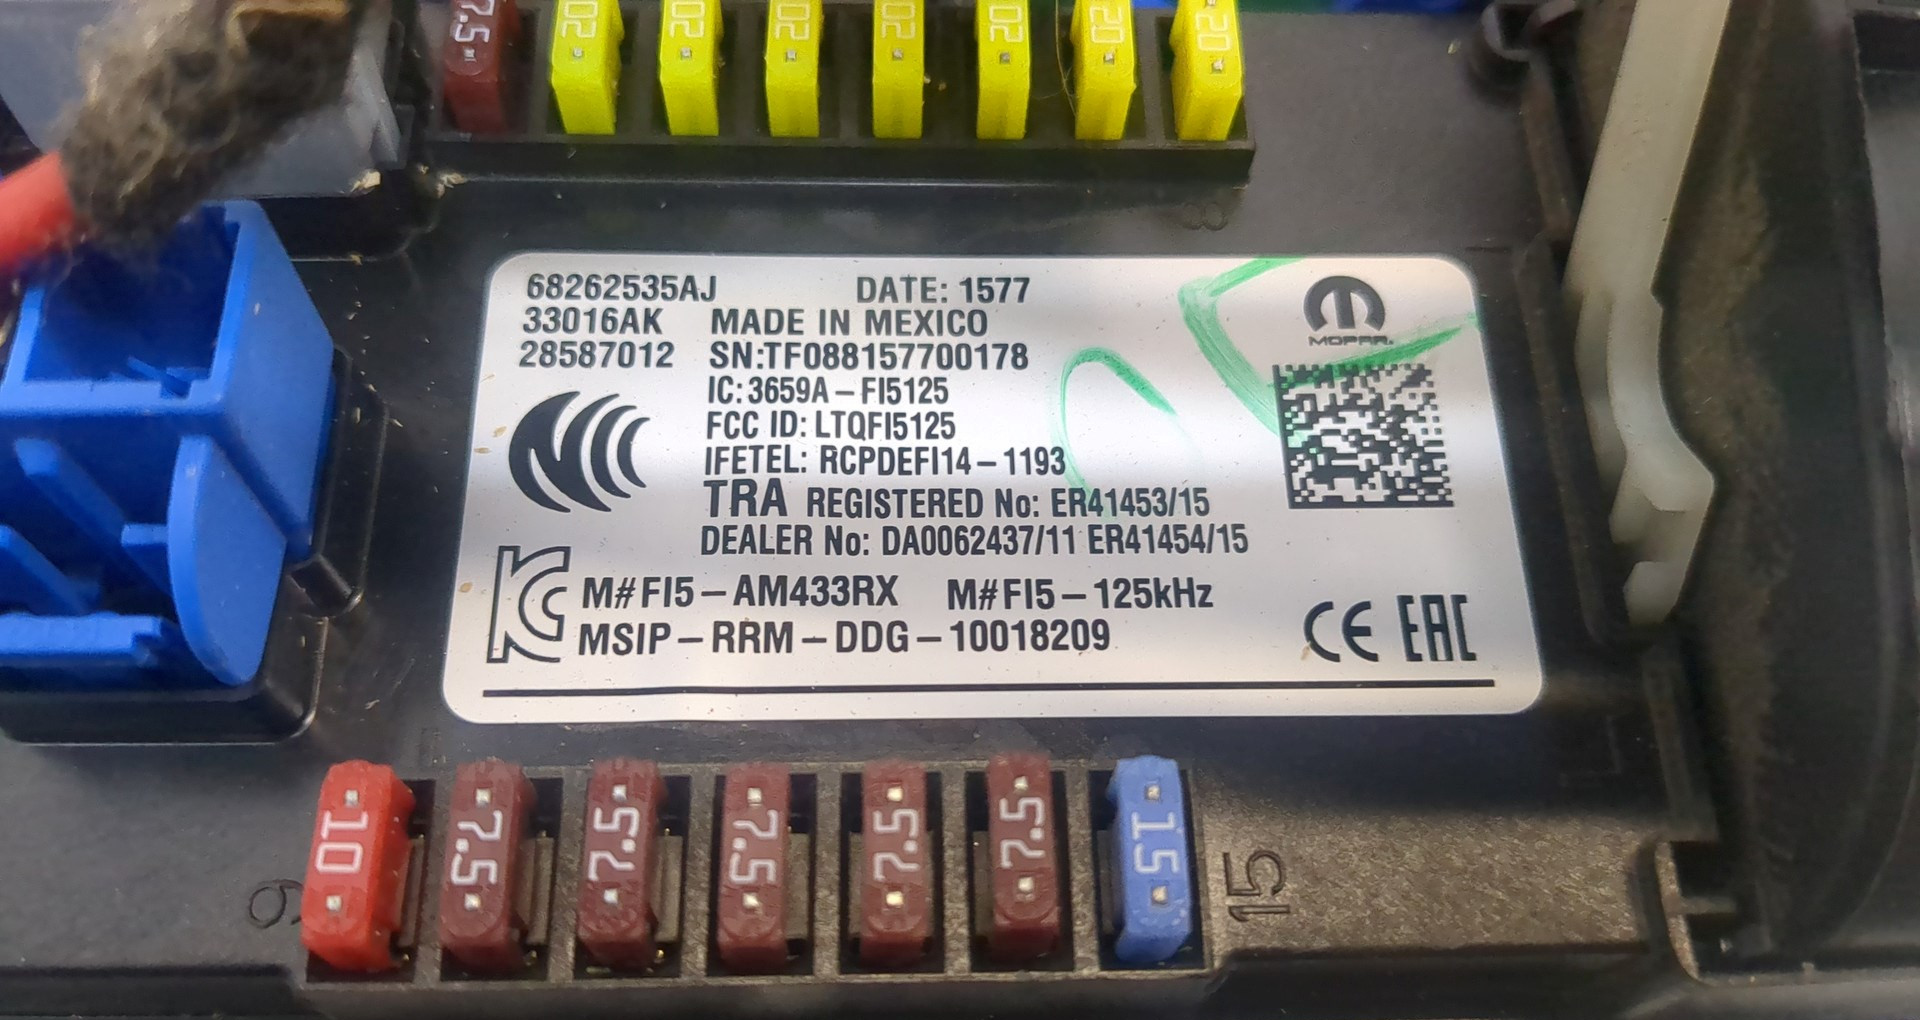 7.5 20 20 20 20 20 20 20
68262535AJ DATE: 1577
33016AK MADE IN MEXICO
28587012 SN:TF088157700178
IC: 3659A-FI5125
FCC ID: LTQFI5125
IFETEL: RCPDEFI14-1193
TRA REGISTERED No: ER41453/15
DEALER No: DA0062437/11 ER41454/15
M#FI5-AM433RX M#FI5-125kHz
MSIP-RRM-DDG-10018209
MOPAR.
CE EAC
9 10 7.5 7.5 7.5 7.5 7.5 15 15